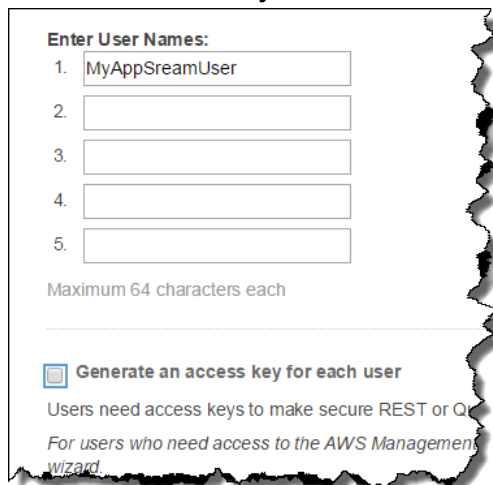 Enter User Names:
1. MyAppSreamUser
2.
3.
4.
5.
Maximum 64 characters each
Generate an access key for each user
Users need access keys to make secure REST or
For users who need access to the AWS Management
wizard.